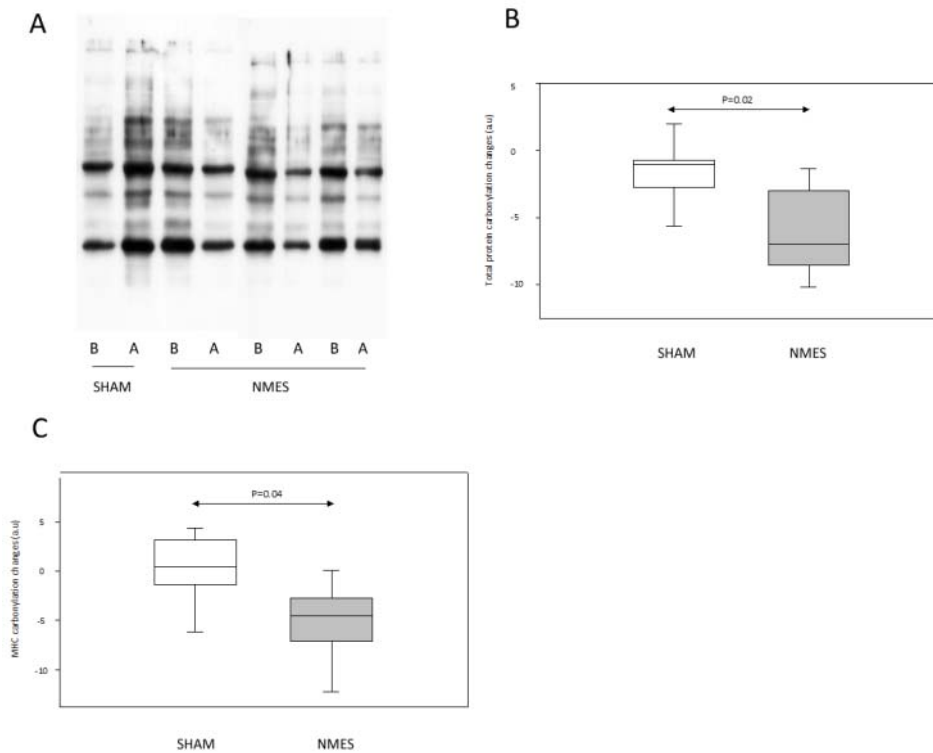 A
B A B A B A B A
SHAM NMES
B
Total protein carbonylation changes (a.u)
5
0
-5
-10
P=0.02
SHAM NMES
C
MHC carbonylation changes (a.u)
5
0
-5
-10
P=0.04
SHAM NMES